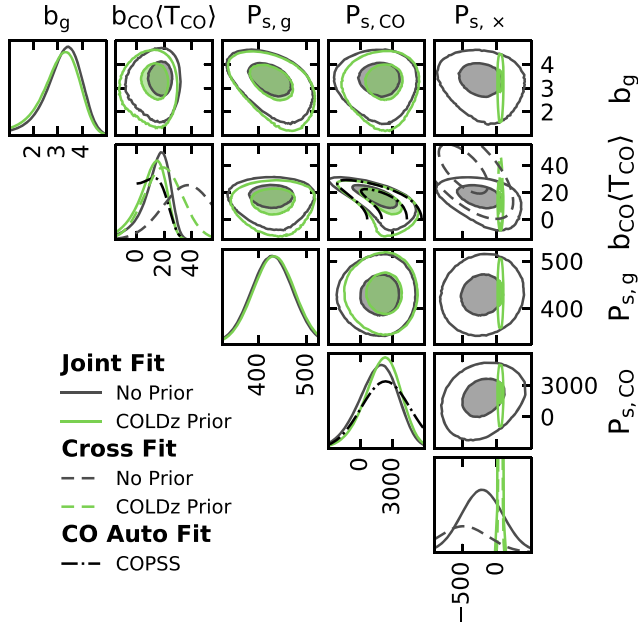 b_g b_CO⟨T_CO⟩ P_s, g P_s, CO P_s, ×
4
3
2
b_g
2 3 4
40
20
0
b_CO⟨T_CO⟩
0 20 40
500
400
P_s, g
400 500
3000
0
P_s, CO
0 3000
−500 0
Joint Fit
No Prior
COLDz Prior
Cross Fit
No Prior
COLDz Prior
CO Auto Fit
COPSS